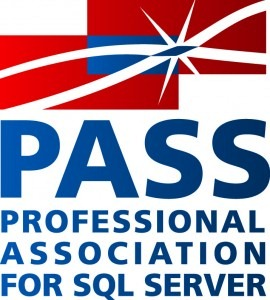 PASS
PROFESSIONAL
ASSOCIATION
FOR SQL SERVER